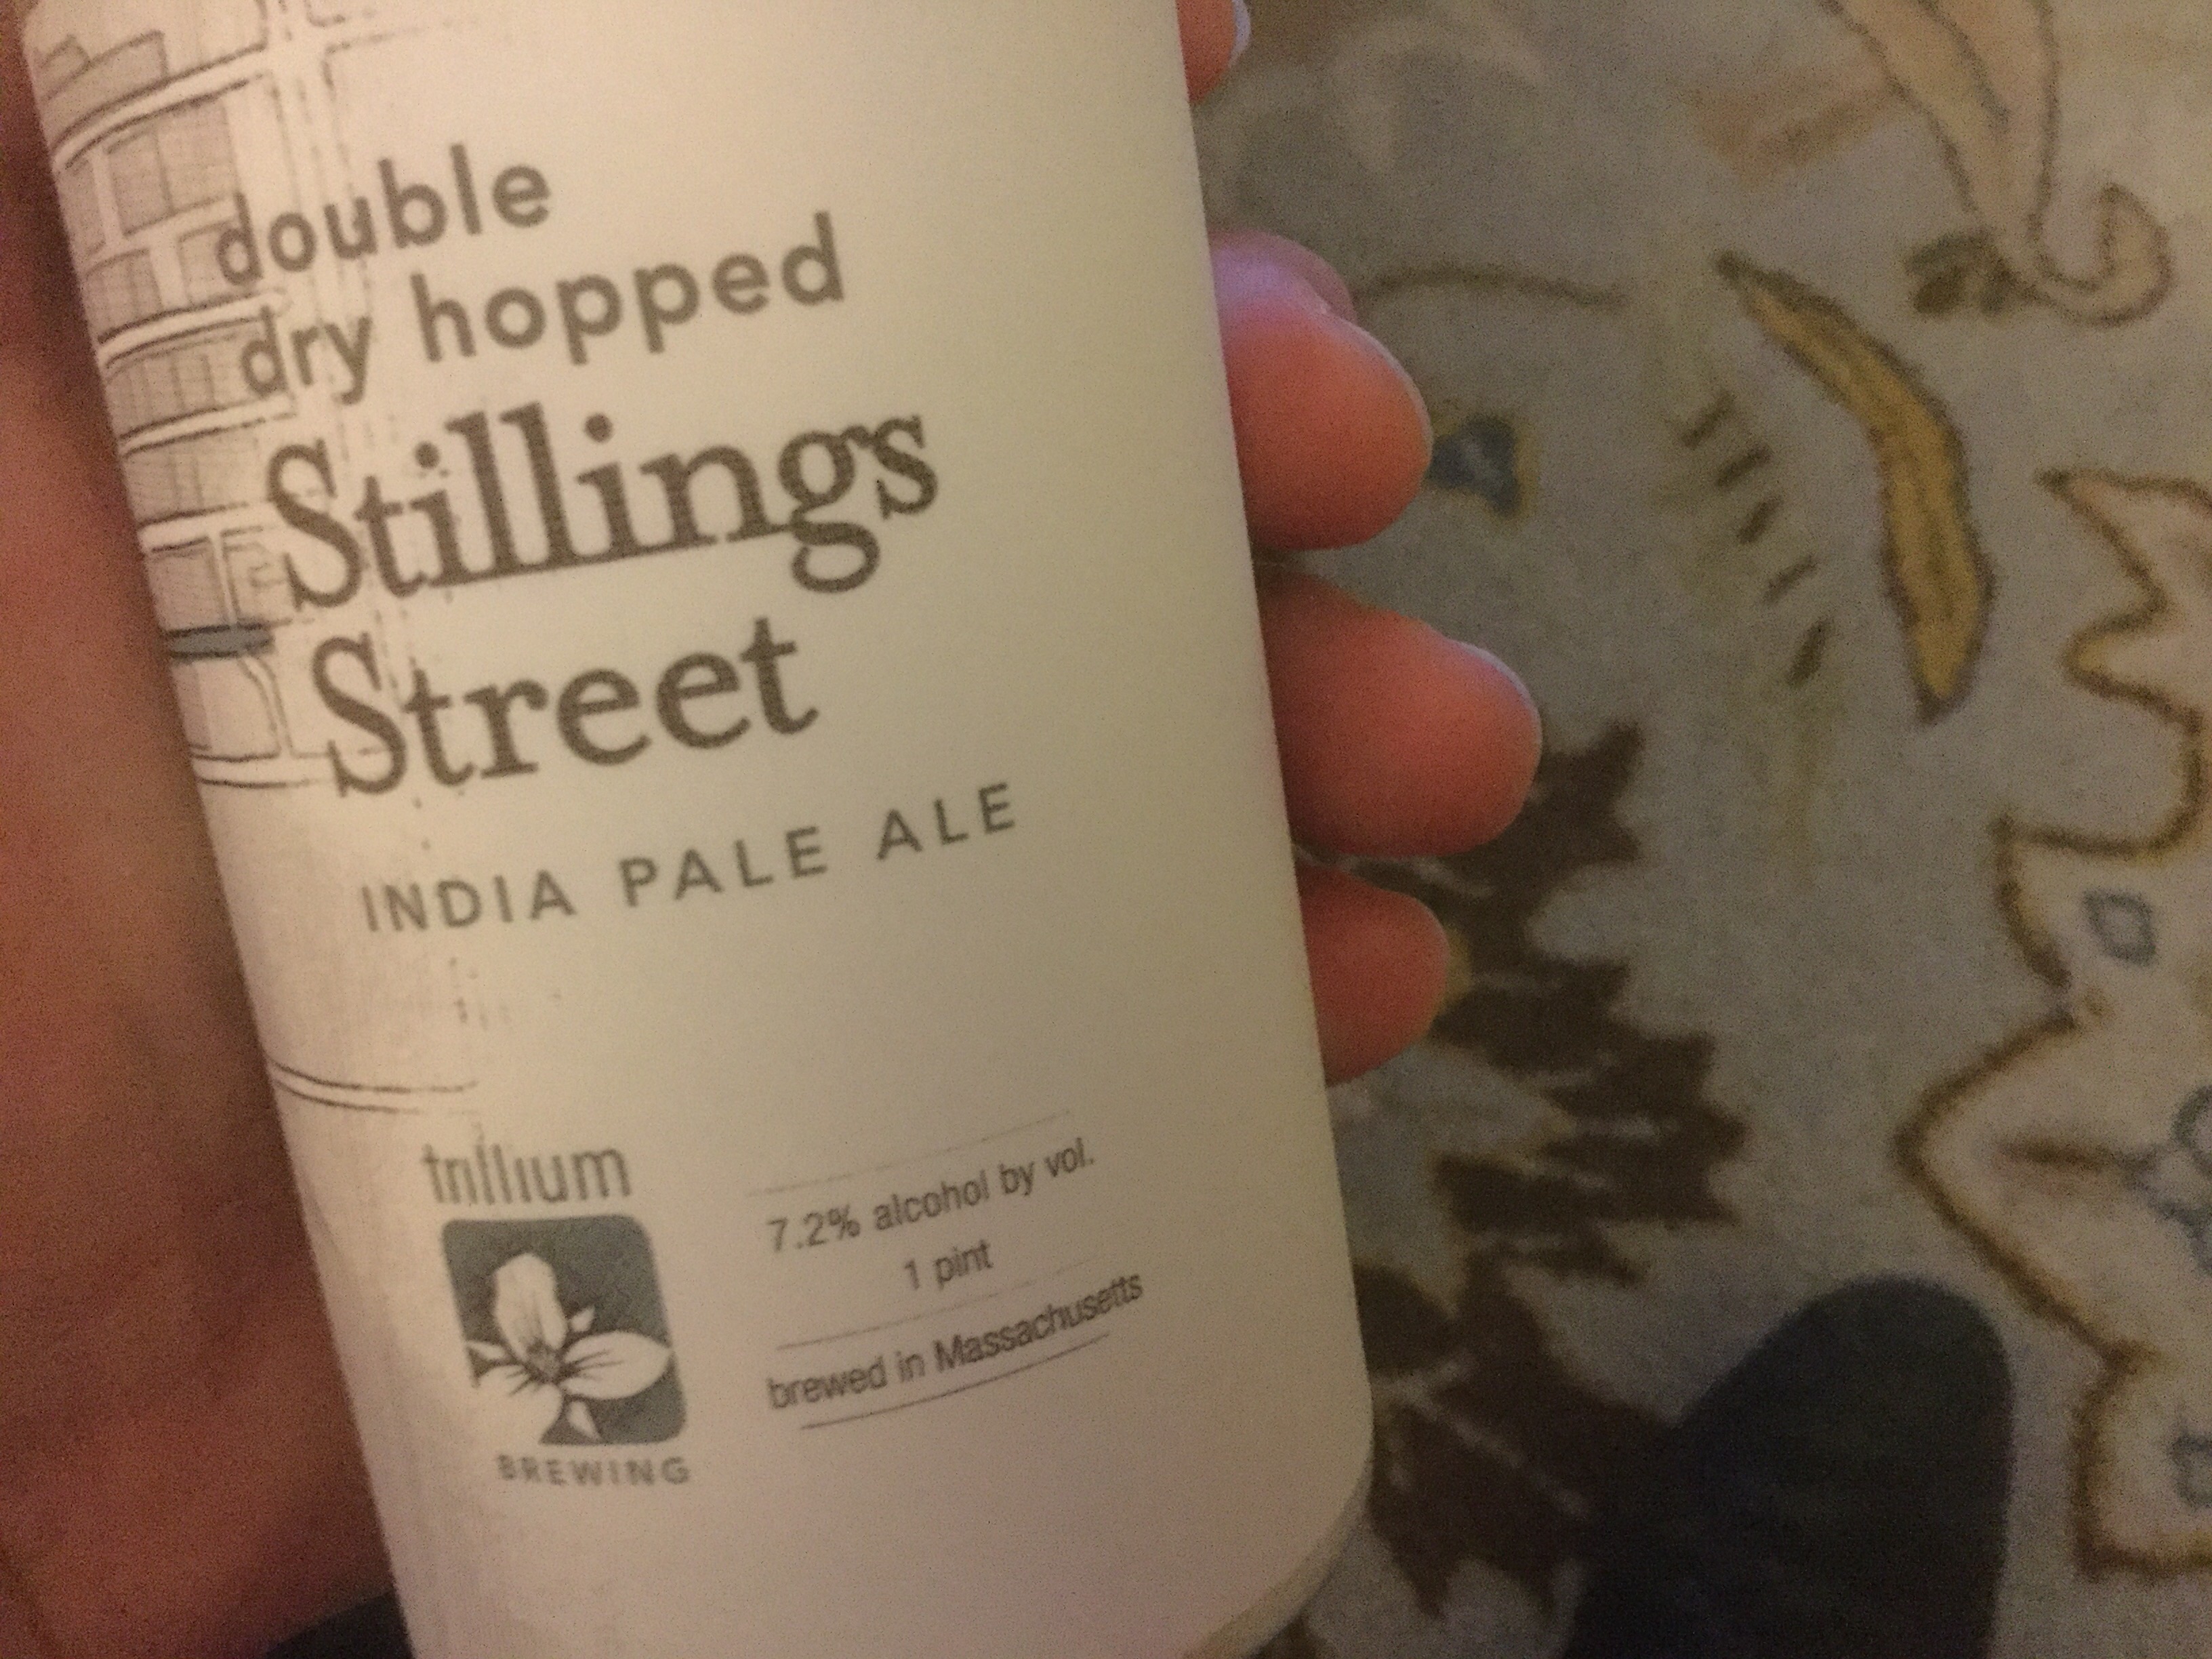 double
dry hopped
Stillings
Street
INDIA PALE ALE
trillium
BREWING
7.2% alcohol by vol.
1 pint
brewed in Massachusetts